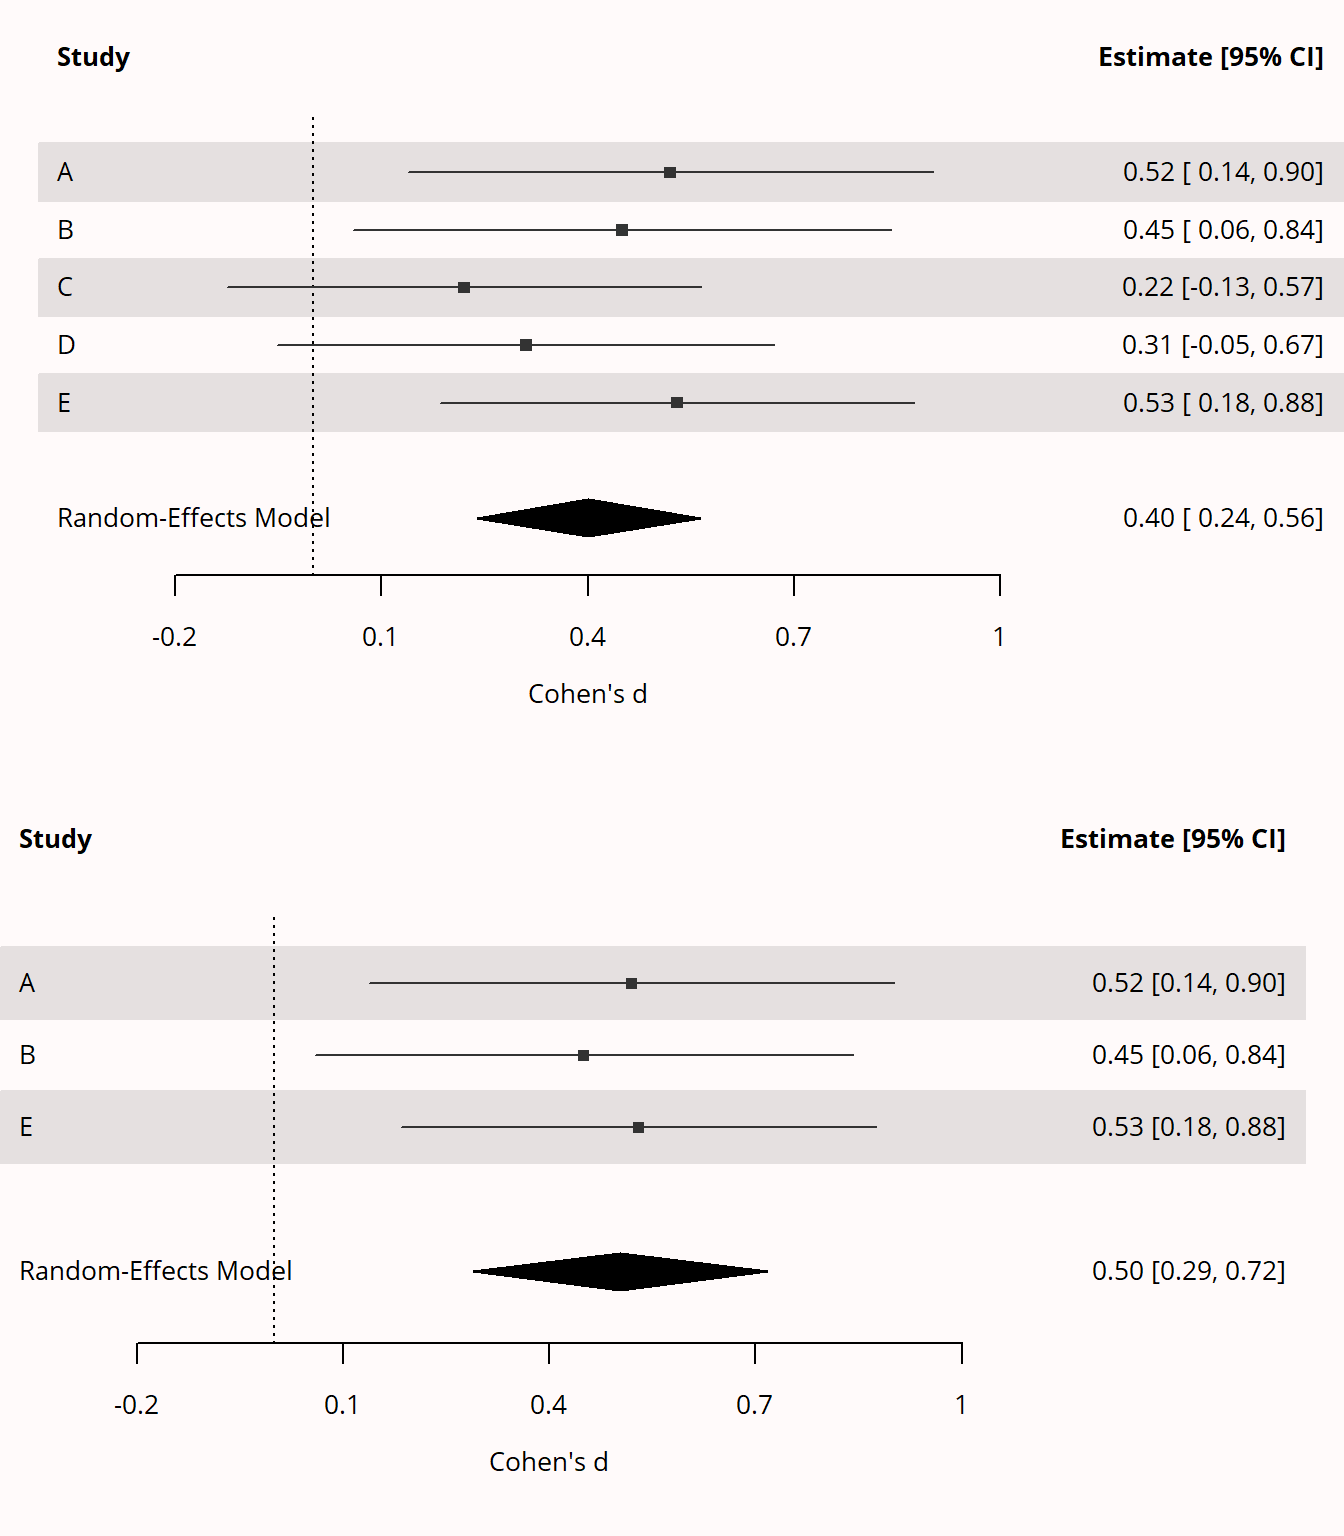 Study Estimate [95% CI]
A 0.52 [ 0.14, 0.90]
B 0.45 [ 0.06, 0.84]
C 0.22 [-0.13, 0.57]
D 0.31 [-0.05, 0.67]
E 0.53 [ 0.18, 0.88]
Random-Effects Model 0.40 [ 0.24, 0.56]
-0.2 0.1 0.4 0.7 1
Cohen's d
Study Estimate [95% CI]
A 0.52 [0.14, 0.90]
B 0.45 [0.06, 0.84]
E 0.53 [0.18, 0.88]
Random-Effects Model 0.50 [0.29, 0.72]
-0.2 0.1 0.4 0.7 1
Cohen's d